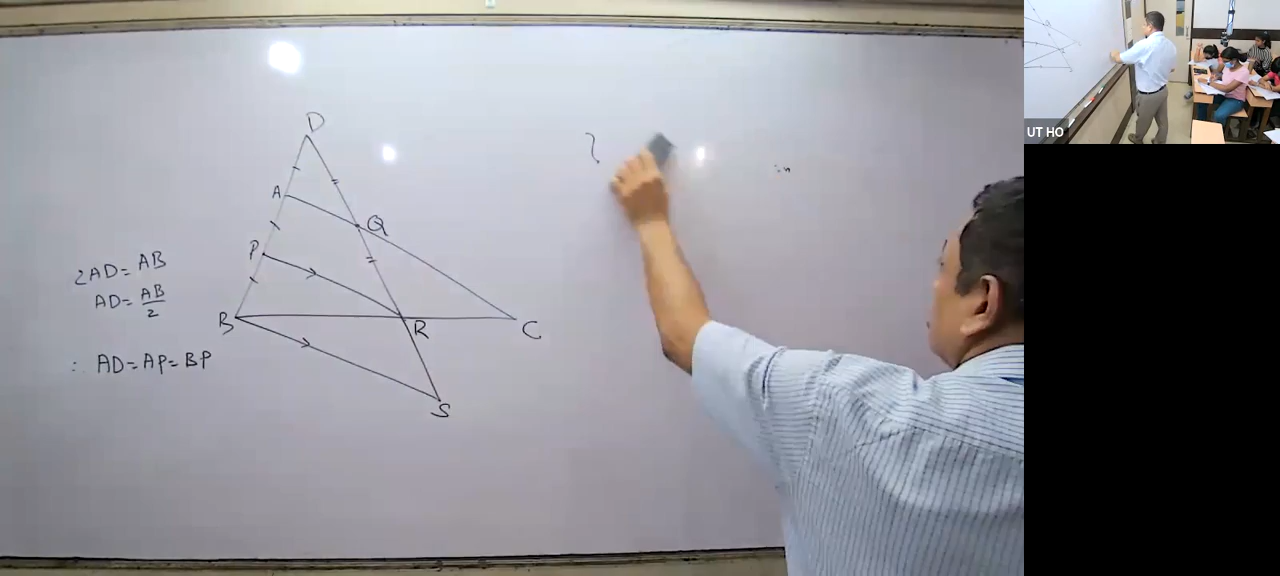 D
A
Q
P
B
R
C
S
2AD = AB
AD = AB/2
∴ AD = AP = BP
UT HO